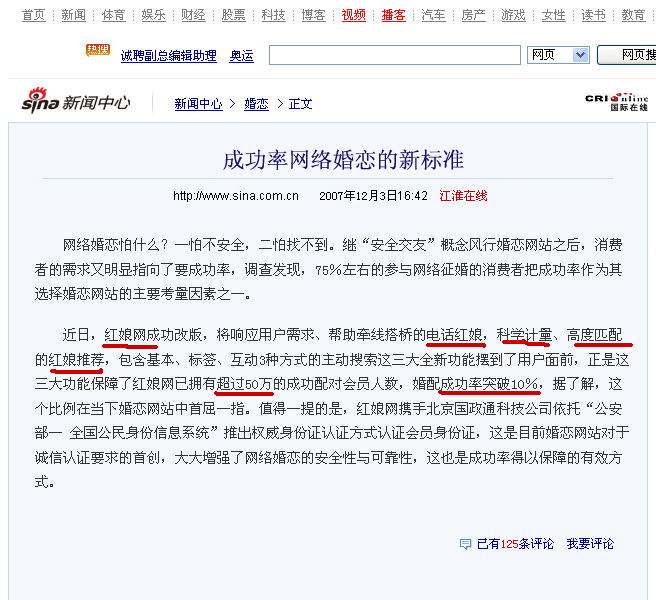 首页 新闻 体育 娱乐 财经 股票 科技 博客 视频 播客 汽车 房产 游戏 女性 读书 教育
热搜 诚聘副总编辑助理 奥运 网页 网页搜
sina 新闻中心 新闻中心 > 婚恋 > 正文 CRI Online 国际在线
成功率网络婚恋的新标准
http://www.sina.com.cn 2007年12月3日16:42 江淮在线
网络婚恋怕什么？一怕不安全，二怕找不到。继“安全交友”概念风行婚恋网站之后，消费
者的需求又明显指向了要成功率，调查发现，75%左右的参与网络征婚的消费者把成功率作为其
选择婚恋网站的主要考量因素之一。
近日，红娘网成功改版，将响应用户需求、帮助牵线搭桥的电话红娘，科学计量、高度匹配
的红娘推荐，包含基本、标签、互动3种方式的主动搜索这三大全新功能摆到了用户面前，正是这
三大功能保障了红娘网已拥有超过50万的成功配对会员人数，婚配成功率突破10%，据了解，这
个比例在当下婚恋网站中首屈一指。值得一提的是，红娘网携手北京国政通科技公司依托“公安
部— 全国公民身份信息系统”推出权威身份证认证方式认证会员身份证，这是目前婚恋网站对于
诚信认证要求的首创，大大增强了网络婚恋的安全性与可靠性，这也是成功率得以保障的有效方
式。
已有125条评论 我要评论